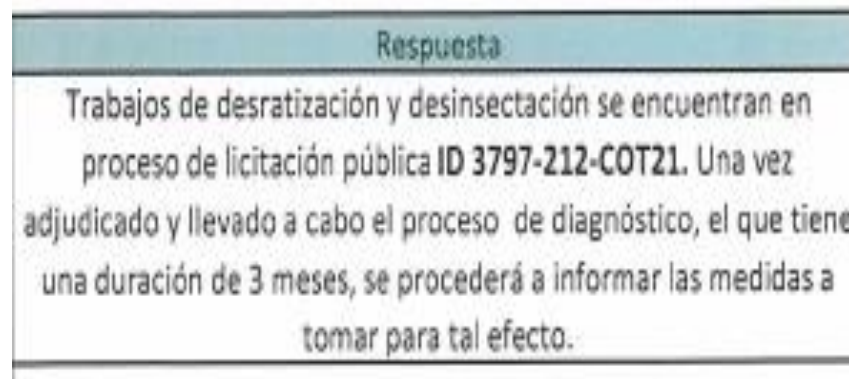 Respuesta
Trabajos de desratización y desinsectación se encuentran en
proceso de licitación pública ID 3797-212-COT21. Una vez
adjudicado y llevado a cabo el proceso de diagnóstico, el que tiene
una duración de 3 meses, se procederá a informar las medidas a
tomar para tal efecto.